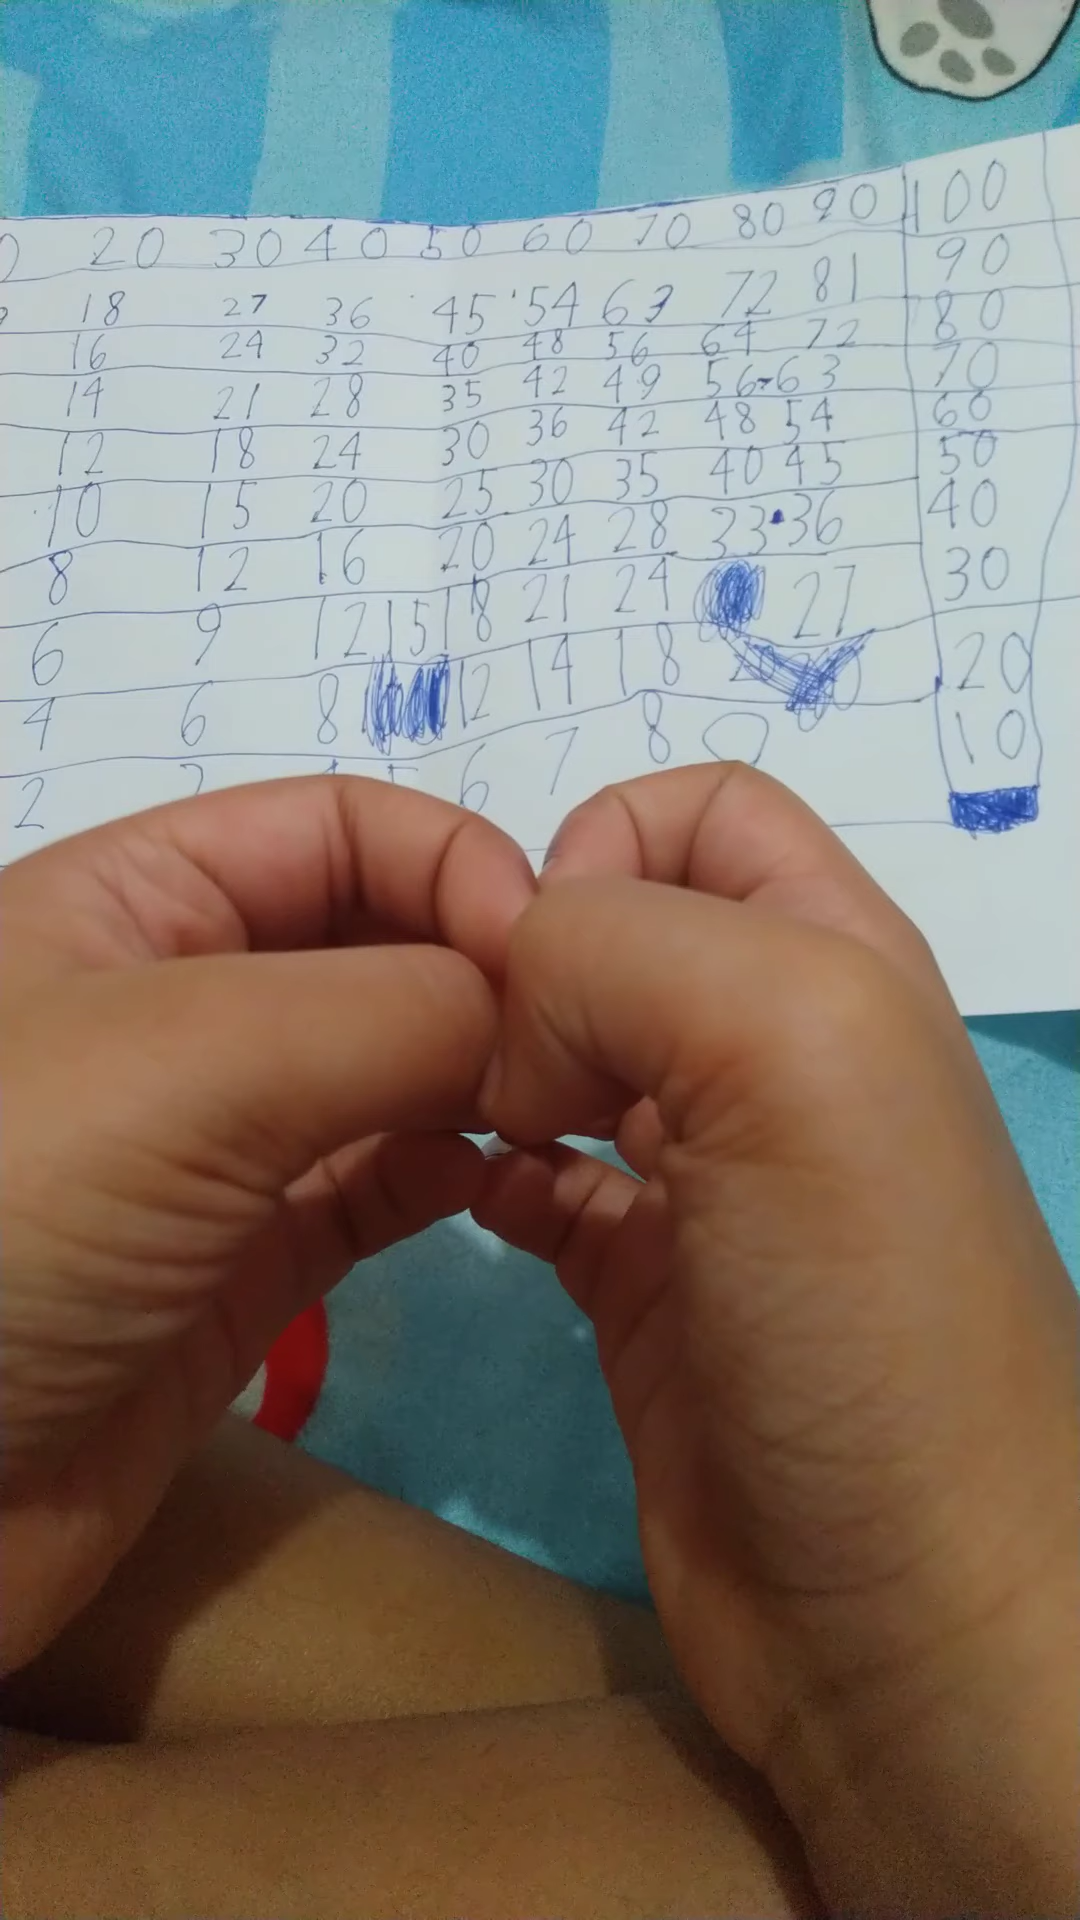 0 20 30 40 50 60 70 80 90 100
18 27 36 45 54 63 72 81 90
16 24 32 40 48 56 64 72 80
14 21 28 35 42 49 56 63 70
12 18 24 30 36 42 48 54 60
10 15 20 25 30 35 40 45 50
8 12 16 20 24 28 33 36 40
6 9 12 15 18 21 24 27 30
4 6 8 12 14 18 20
2 6 7 8 10